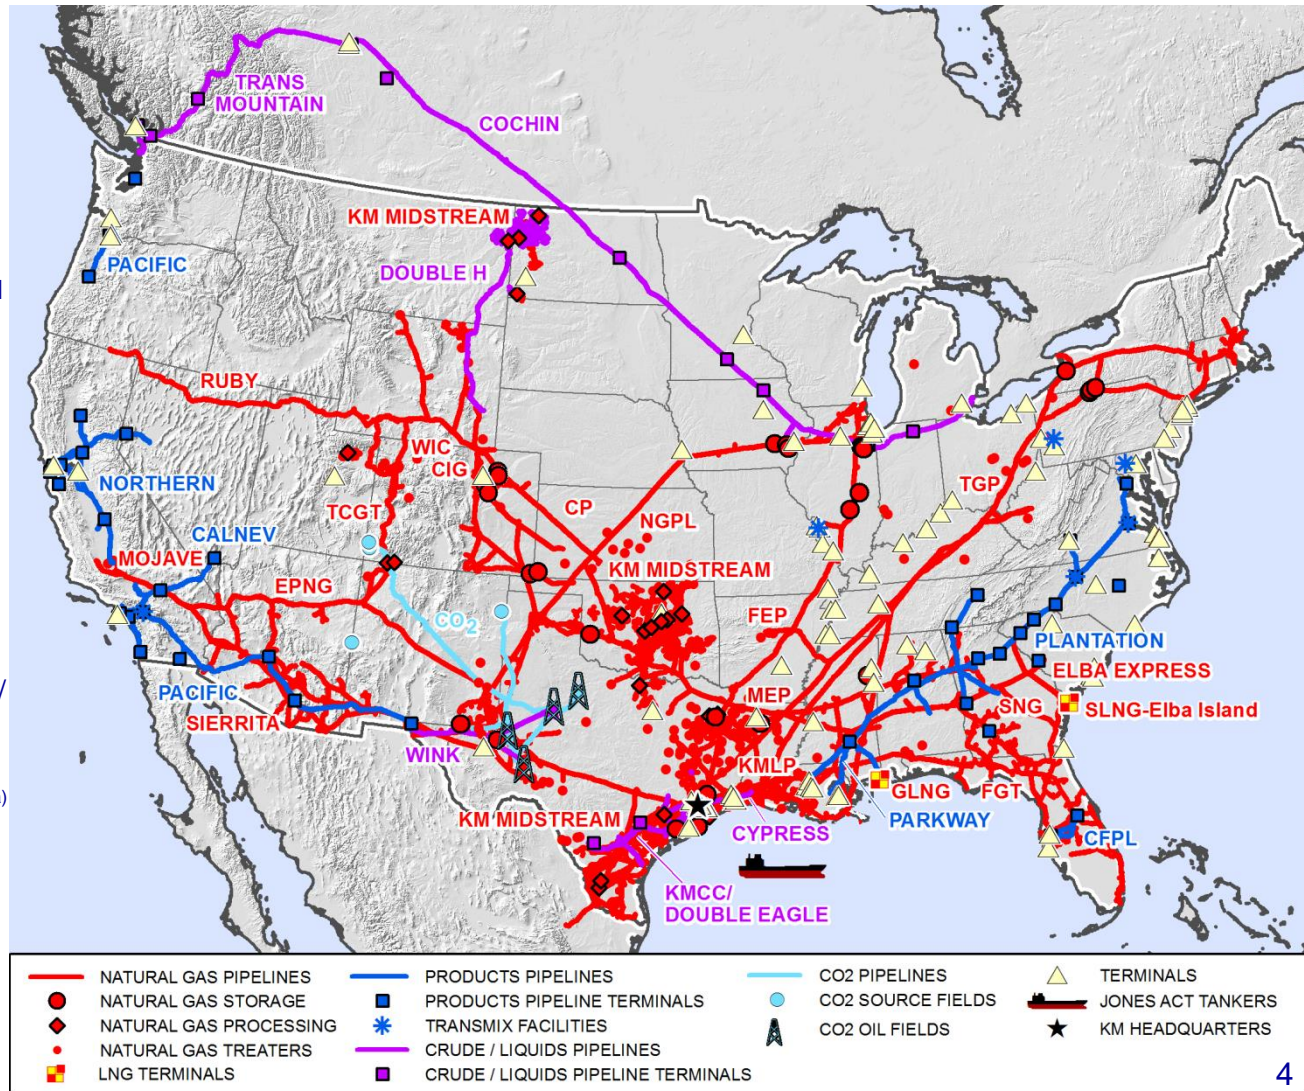 TRANS
MOUNTAIN
COCHIN
KM MIDSTREAM
DOUBLE H
PACIFIC
RUBY
WIC
CIG
NORTHERN
TCGT
CP
NGPL
TGP
CALNEV
MOJAVE
EPNG
KM MIDSTREAM
CO2
FEP
PLANTATION
ELBA EXPRESS
PACIFIC
SIERRITA
MEP
SNG
SLNG-Elba Island
WINK
KMLP
GLNG
FGT
KM MIDSTREAM
CYPRESS
PARKWAY
CFPL
KMCC/
DOUBLE EAGLE
/
)
NATURAL GAS PIPELINES
NATURAL GAS STORAGE
NATURAL GAS PROCESSING
NATURAL GAS TREATERS
LNG TERMINALS
PRODUCTS PIPELINES
PRODUCTS PIPELINE TERMINALS
TRANSMIX FACILITIES
CRUDE / LIQUIDS PIPELINES
CRUDE / LIQUIDS PIPELINE TERMINALS
CO2 PIPELINES
CO2 SOURCE FIELDS
CO2 OIL FIELDS
TERMINALS
JONES ACT TANKERS
KM HEADQUARTERS
4